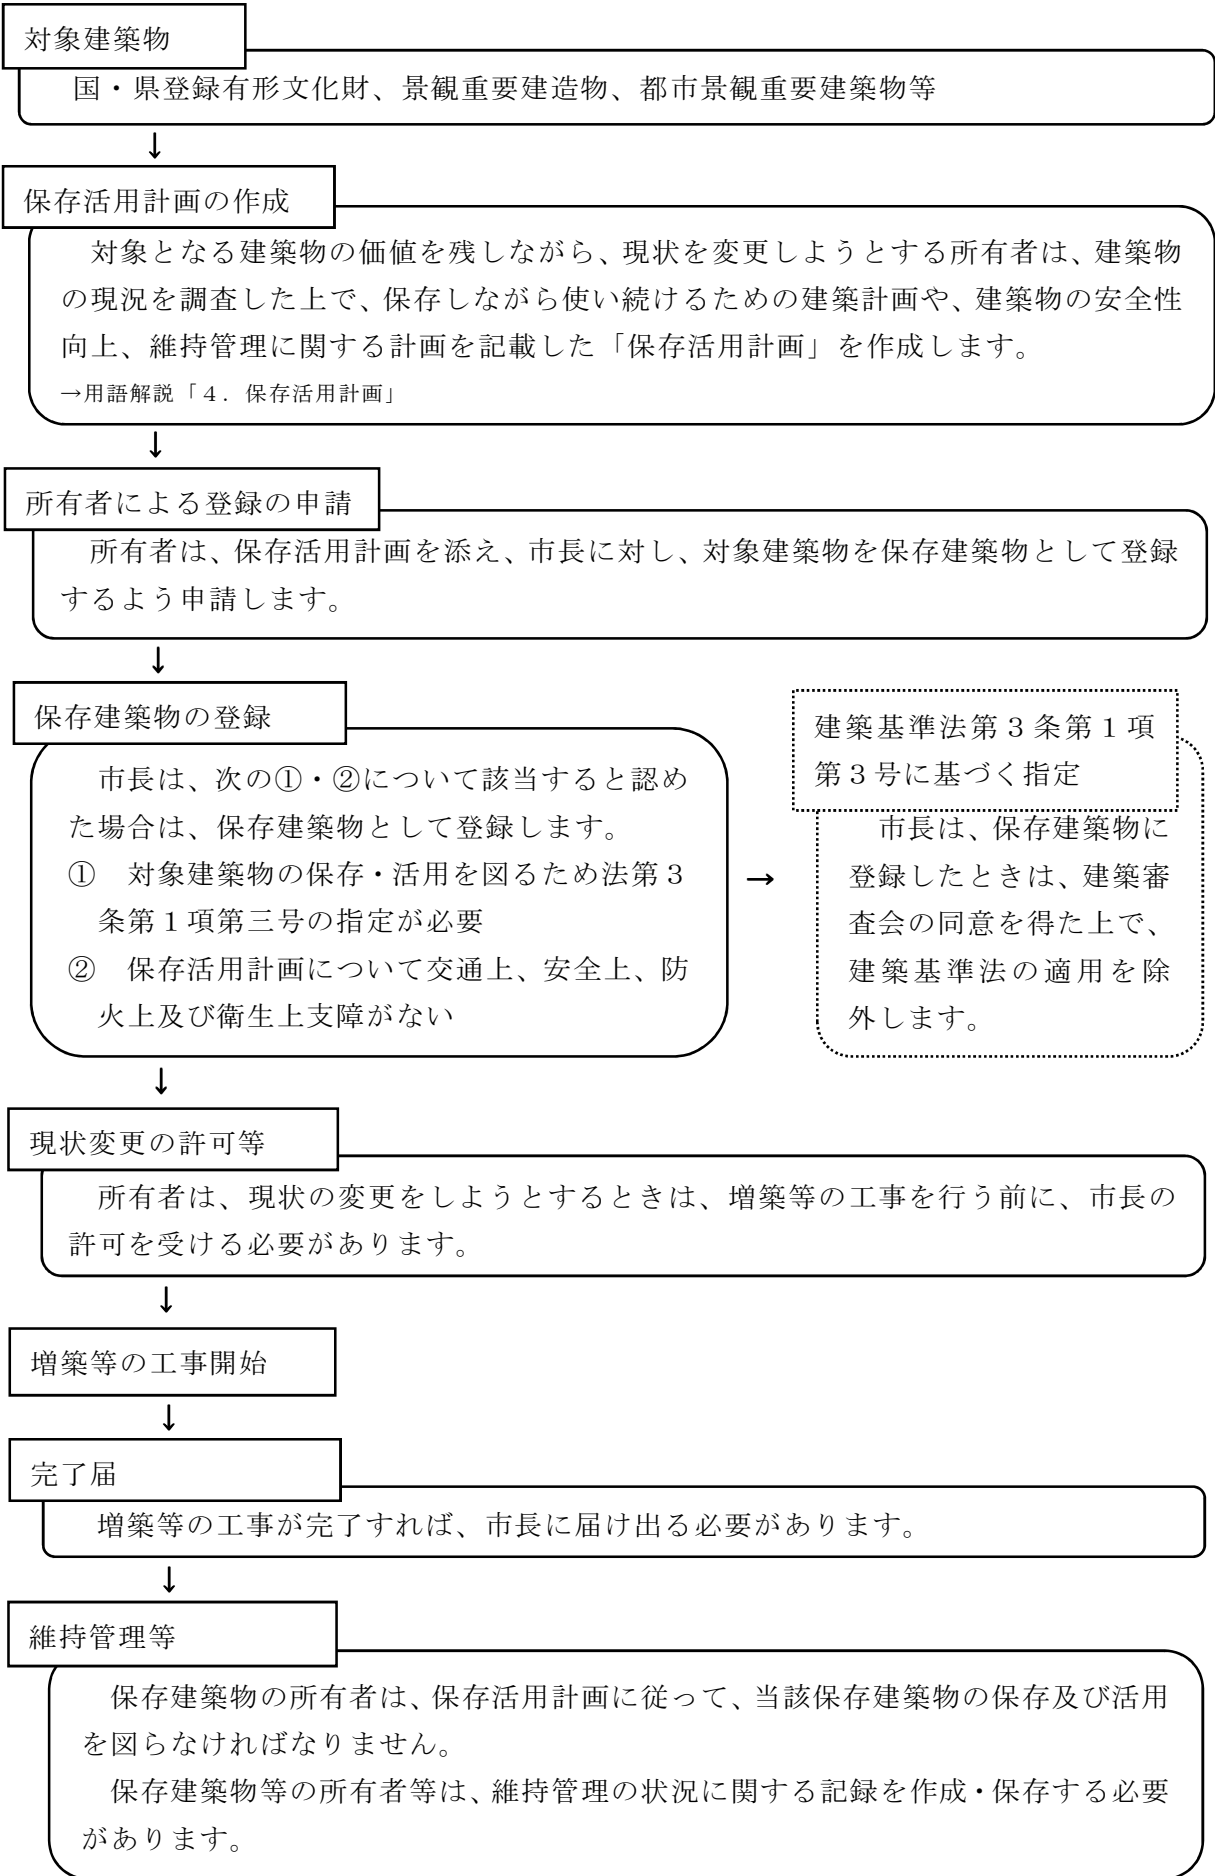 対象建築物
国・県登録有形文化財、景観重要建造物、都市景観重要建築物等
↓
保存活用計画の作成
対象となる建築物の価値を残しながら、現状を変更しようとする所有者は、建築物
の現況を調査した上で、保存しながら使い続けるための建築計画や、建築物の安全性
向上、維持管理に関する計画を記載した「保存活用計画」を作成します。
→用語解説「４．保存活用計画」
↓
所有者による登録の申請
所有者は、保存活用計画を添え、市長に対し、対象建築物を保存建築物として登録
するよう申請します。
↓
保存建築物の登録
市長は、次の①・②について該当すると認め
た場合は、保存建築物として登録します。
①　対象建築物の保存・活用を図るため法第３
条第１項第三号の指定が必要
②　保存活用計画について交通上、安全上、防
火上及び衛生上支障がない
→
建築基準法第３条第１項
第３号に基づく指定
市長は、保存建築物に
登録したときは、建築審
査会の同意を得た上で、
建築基準法の適用を除
外します。
↓
現状変更の許可等
所有者は、現状の変更をしようとするときは、増築等の工事を行う前に、市長の
許可を受ける必要があります。
↓
増築等の工事開始
↓
完了届
増築等の工事が完了すれば、市長に届け出る必要があります。
↓
維持管理等
保存建築物の所有者は、保存活用計画に従って、当該保存建築物の保存及び活用
を図らなければなりません。
保存建築物等の所有者等は、維持管理の状況に関する記録を作成・保存する必要
があります。